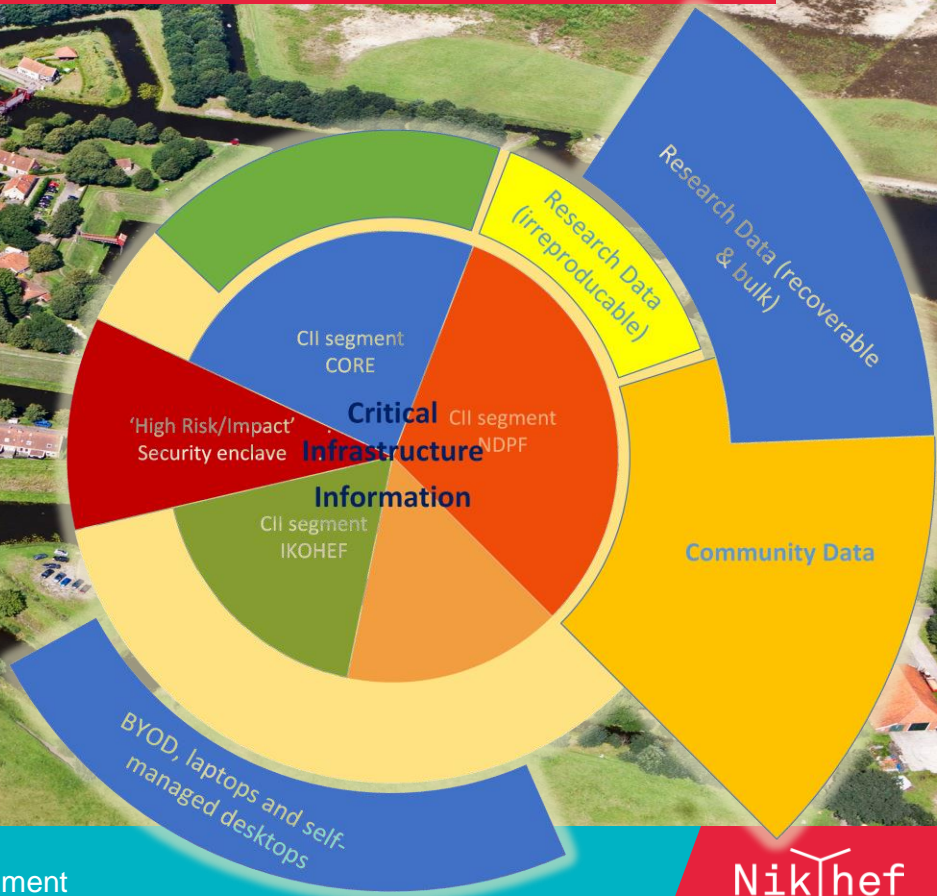 Research Data (recoverable
& bulk)
Research Data
(irreproducable)
CII segment
CORE
Critical
Infrastructure
Information
CII segment
NDPF
'High Risk/Impact'
Security enclave
CII segment
IKOHEF
Community Data
BYOD, laptops and self-
managed desktops
ment
Nikhef